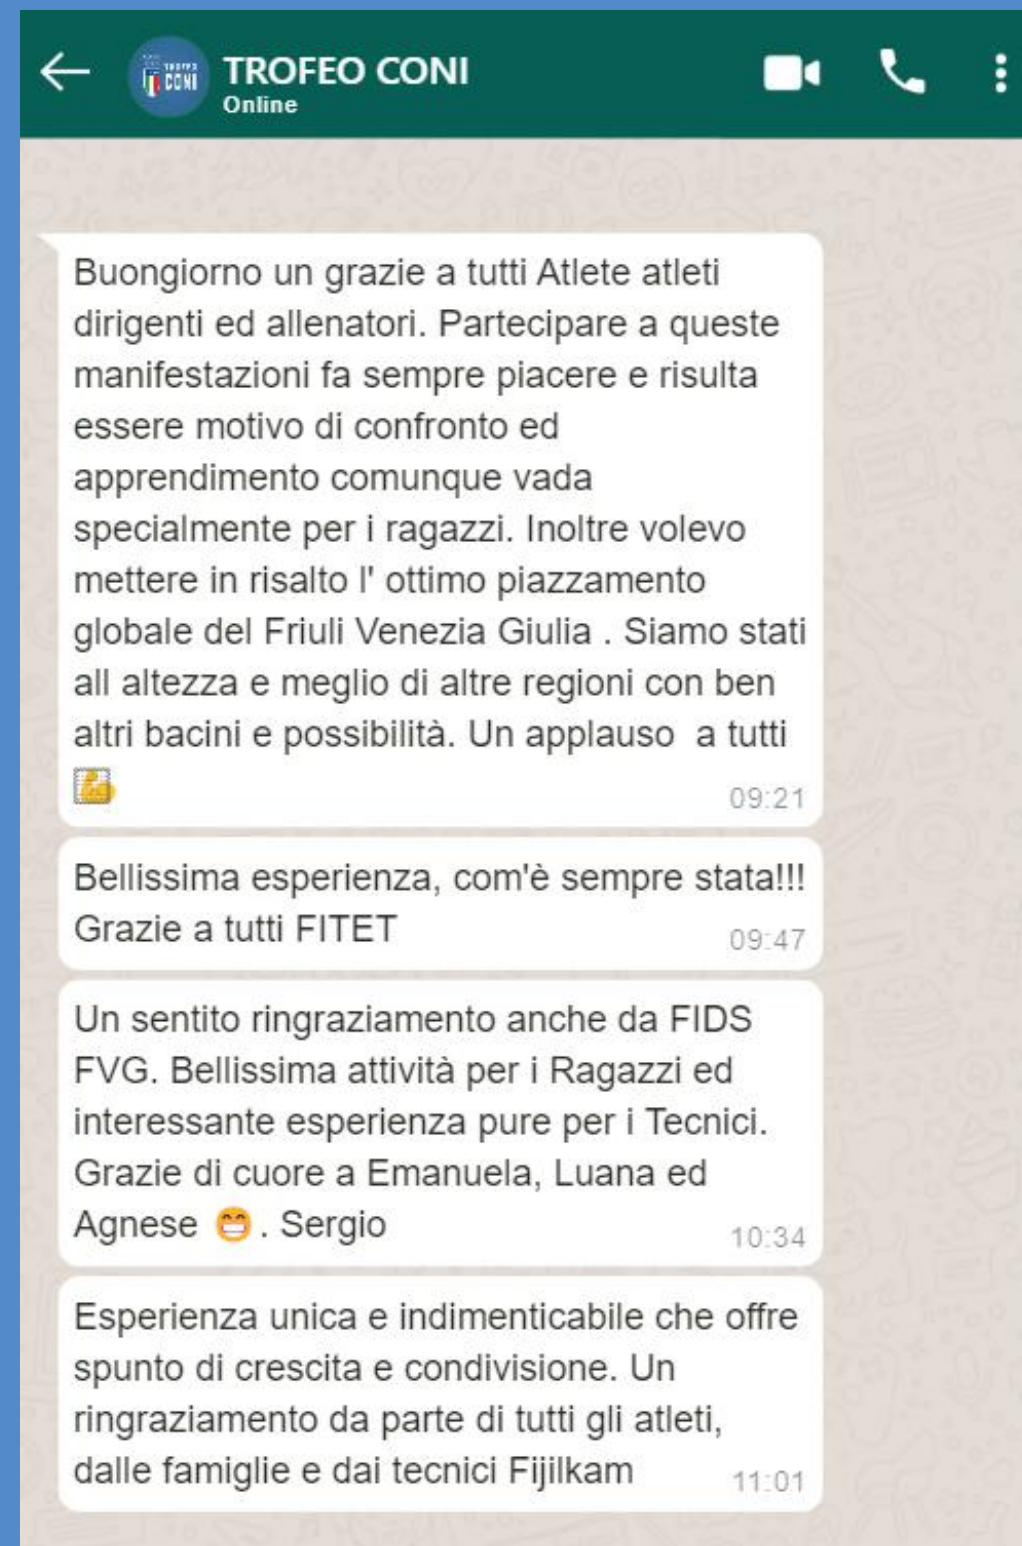 TROFEO CONI
TROFEO CONI
Online
Buongiorno un grazie a tutti Atlete atleti
dirigenti ed allenatori. Partecipare a queste
manifestazioni fa sempre piacere e risulta
essere motivo di confronto ed
apprendimento comunque vada
specialmente per i ragazzi. Inoltre volevo
mettere in risalto l' ottimo piazzamento
globale del Friuli Venezia Giulia . Siamo stati
all altezza e meglio di altre regioni con ben
altri bacini e possibilità. Un applauso  a tutti
💪
09:21
Bellissima esperienza, com'è sempre stata!!!
Grazie a tutti FITET
09:47
Un sentito ringraziamento anche da FIDS
FVG. Bellissima attività per i Ragazzi ed
interessante esperienza pure per i Tecnici.
Grazie di cuore a Emanuela, Luana ed
Agnese 😁 . Sergio
10:34
Esperienza unica e indimenticabile che offre
spunto di crescita e condivisione. Un
ringraziamento da parte di tutti gli atleti,
dalle famiglie e dai tecnici Fijilkam
11:01